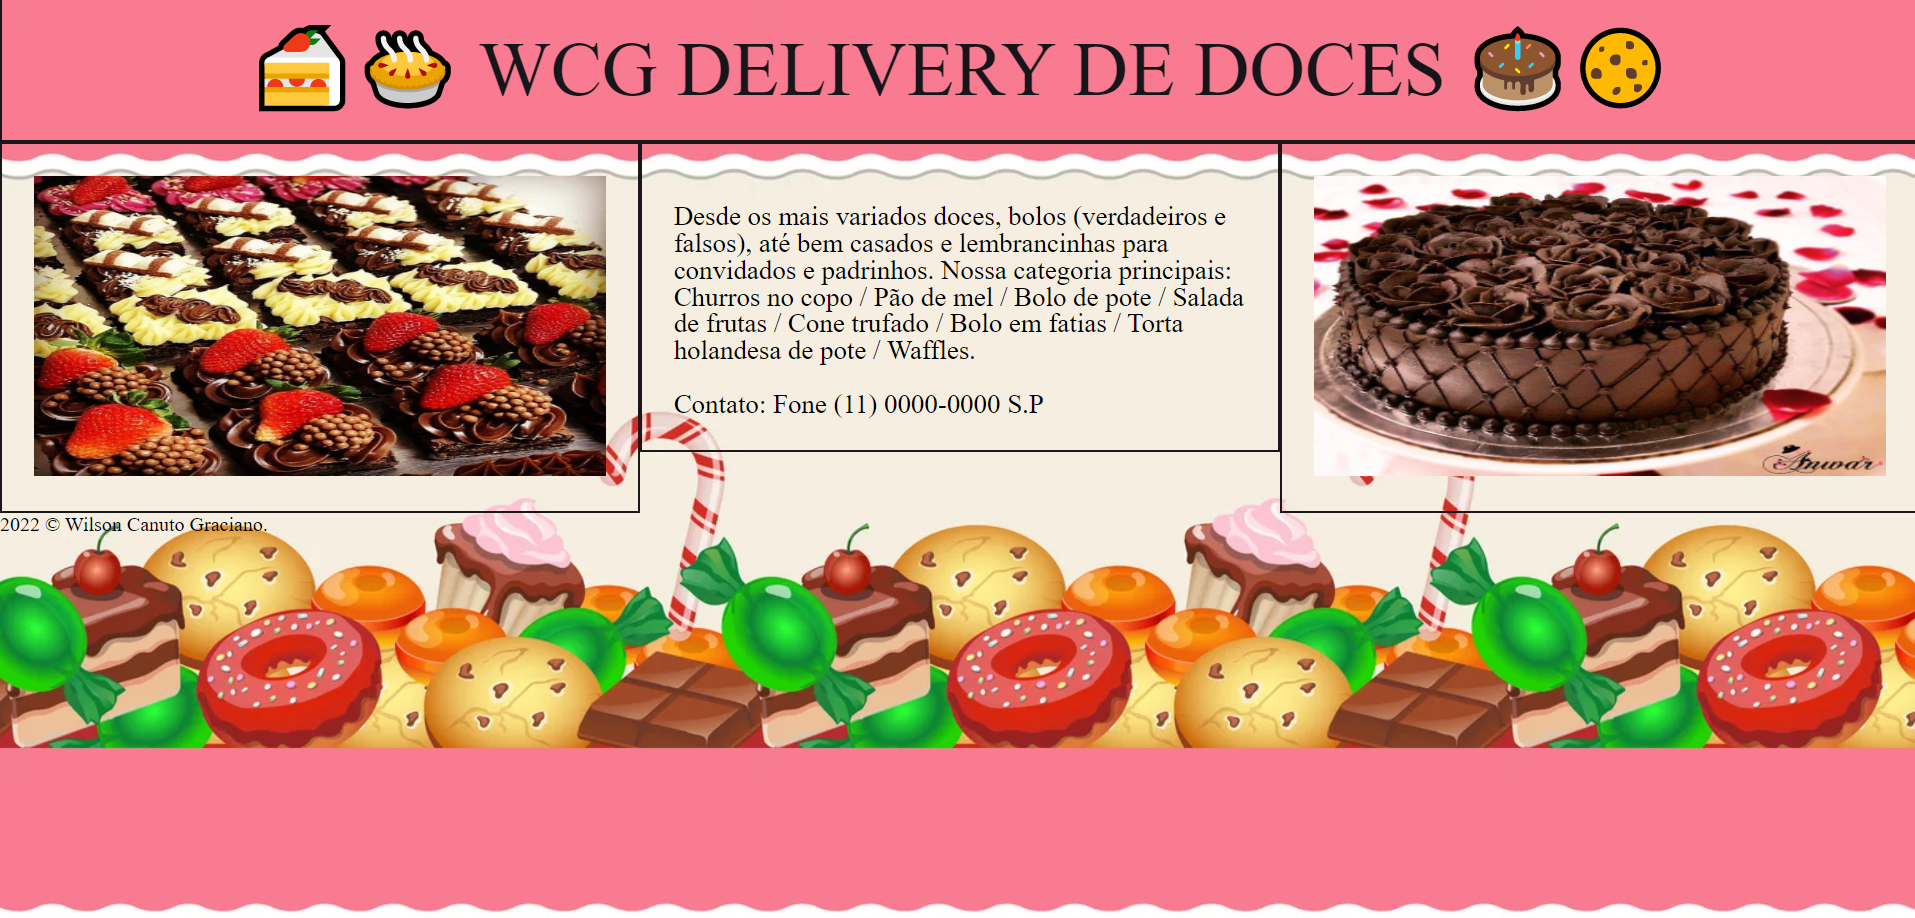 WCG DELIVERY DE DOCES
Desde os mais variados doces, bolos (verdadeiros e
falsos), até bem casados e lembrancinhas para
convidados e padrinhos. Nossa categoria principais:
Churros no copo / Pão de mel / Bolo de pote / Salada
de frutas / Cone trufado / Bolo em fatias / Torta
holandesa de pote / Waffles.
Contato: Fone (11) 0000-0000 S.P
Anwar
2022 © Wilson Canuto Graciano.